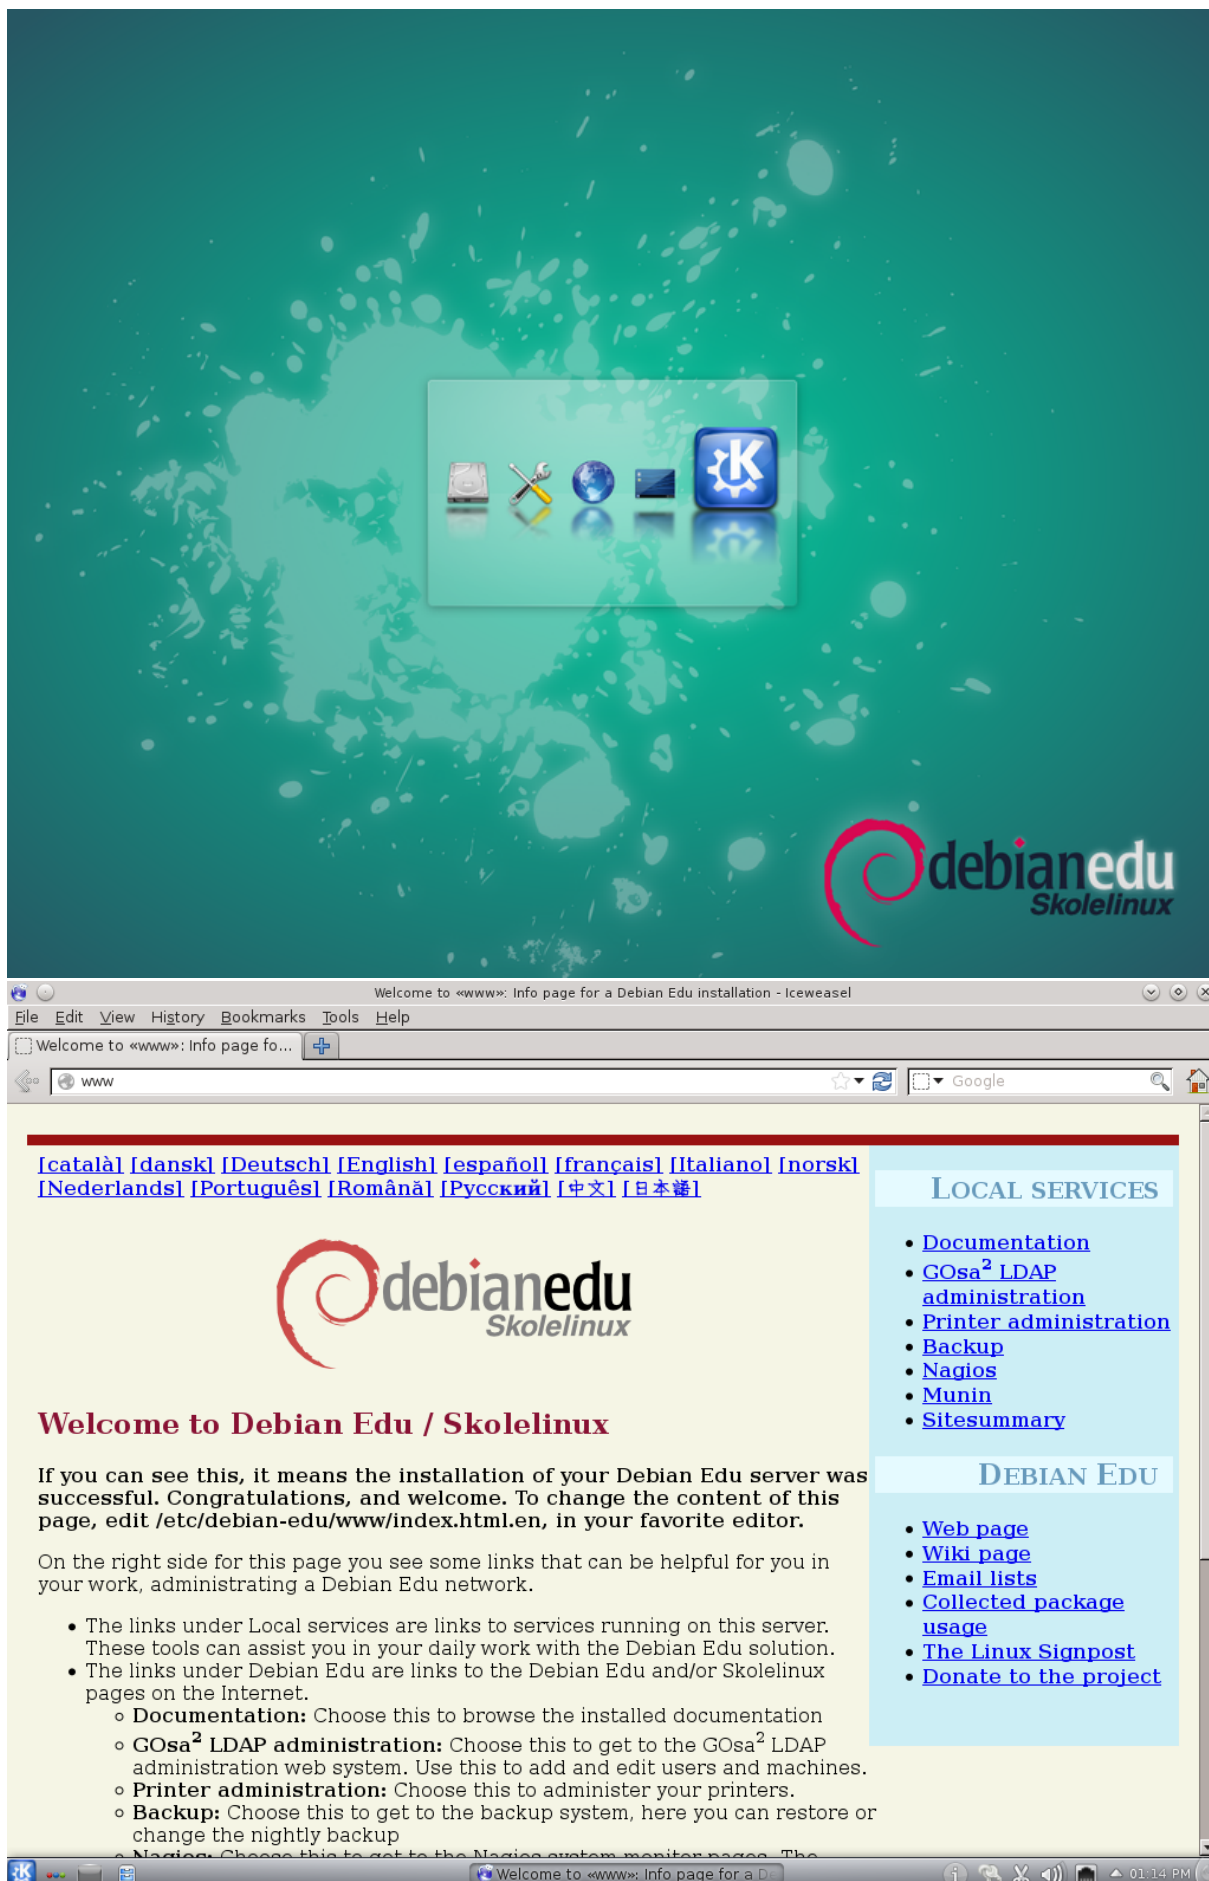 debianedu
Skolelinux
Welcome to «www»: Info page for a Debian Edu installation - Iceweasel
File Edit View History Bookmarks Tools Help
Welcome to «www»: Info page fo...
www
Google
[català] [dansk] [Deutsch] [English] [español] [français] [Italiano] [norsk]
[Nederlands] [Português] [Română] [Русский] [中文] [日本語]
debianedu
Skolelinux
Welcome to Debian Edu / Skolelinux
If you can see this, it means the installation of your Debian Edu server was
successful. Congratulations, and welcome. To change the content of this
page, edit /etc/debian-edu/www/index.html.en, in your favorite editor.
On the right side for this page you see some links that can be helpful for you in
your work, administrating a Debian Edu network.
The links under Local services are links to services running on this server.
These tools can assist you in your daily work with the Debian Edu solution.
The links under Debian Edu are links to the Debian Edu and/or Skolelinux
pages on the Internet.
Documentation: Choose this to browse the installed documentation
GOsa² LDAP administration: Choose this to get to the GOsa² LDAP
administration web system. Use this to add and edit users and machines.
Printer administration: Choose this to administer your printers.
Backup: Choose this to get to the backup system, here you can restore or
change the nightly backup
Nagios: Choose this to get to the Nagios system monitor pages. The
LOCAL SERVICES
Documentation
GOsa² LDAP
administration
Printer administration
Backup
Nagios
Munin
Sitesummary
DEBIAN EDU
Web page
Wiki page
Email lists
Collected package
usage
The Linux Signpost
Donate to the project
Welcome to «www»: Info page for a D
01:14 PM